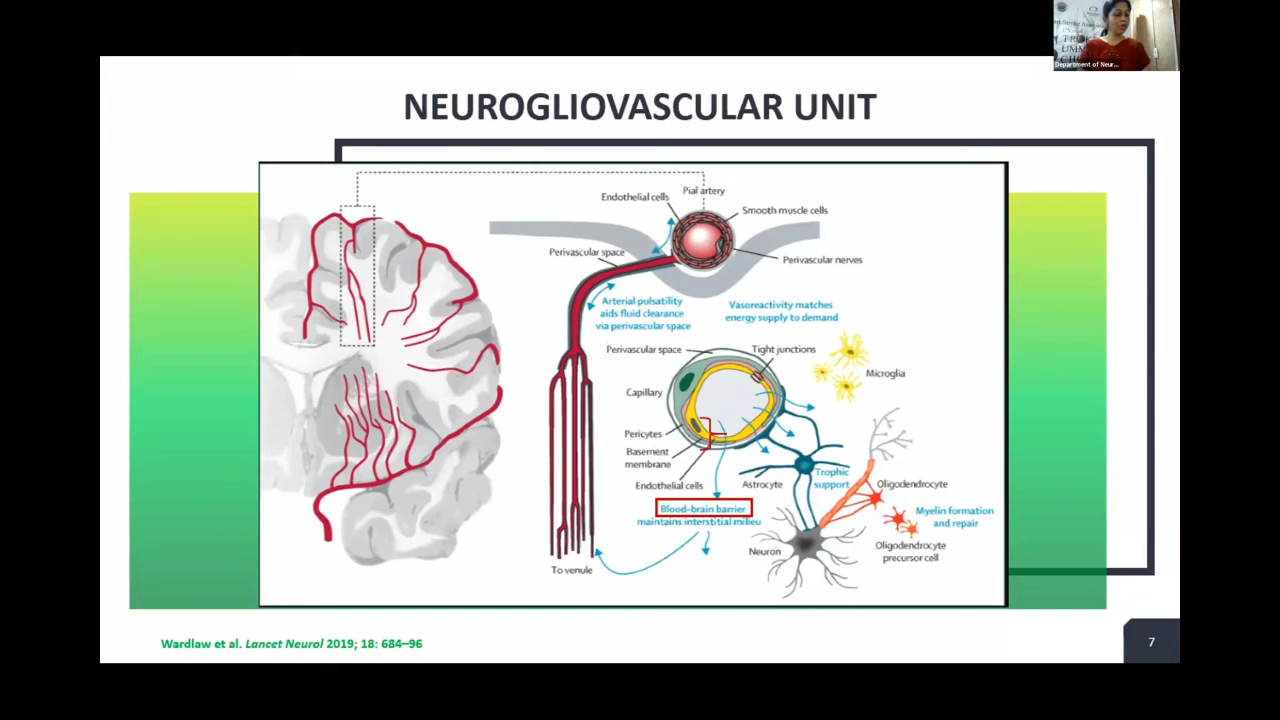 NEUROGLIOVASCULAR UNIT
Endothelial cells
Pial artery
Smooth muscle cells
Perivascular space
Perivascular nerves
Arterial pulsatility
aids fluid clearance
via perivascular space
Vasoreactivity matches
energy supply to demand
Perivascular space
Tight junctions
Microglia
Capillary
Pericytes
Basement
membrane
Endothelial cells
Astrocyte
Trophic
support
Oligodendrocyte
Blood–brain barrier
maintains interstitial milieu
Myelin formation
and repair
Neuron
Oligodendrocyte
precursor cell
To venule
Wardlaw et al. Lancet Neurol 2019; 18: 684–96
7
Department of Neur...